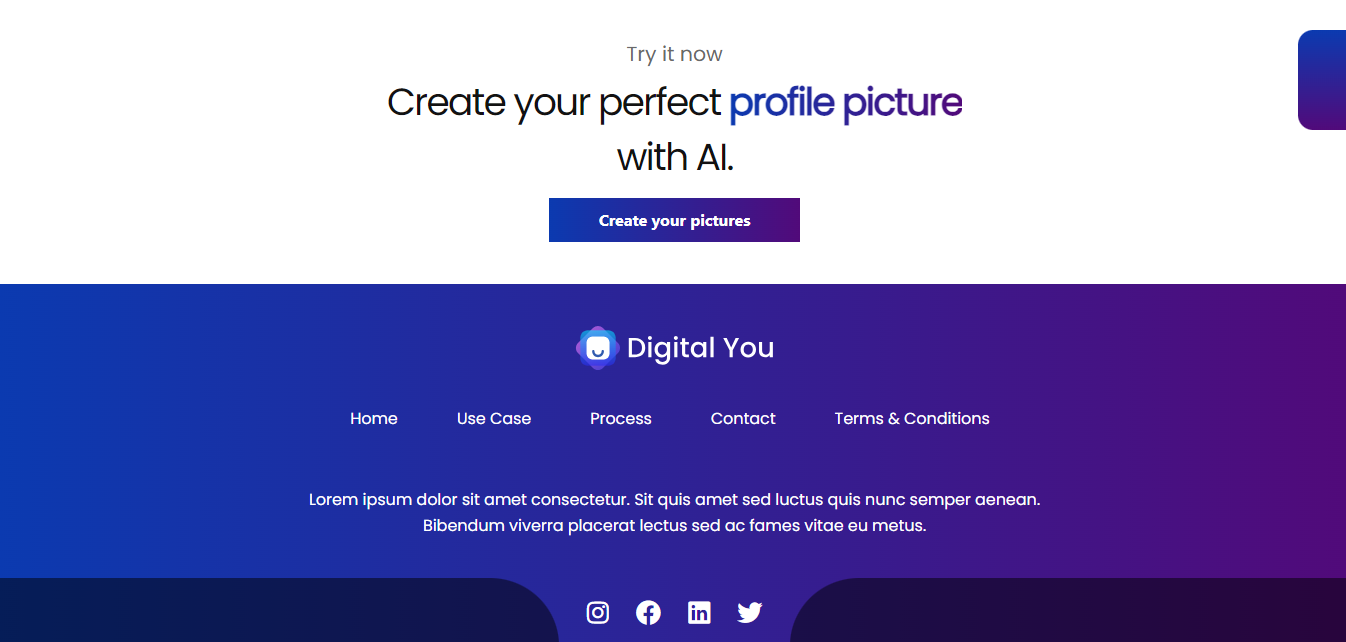 Try it now
Create your perfect profile picture
with AI.
Create your pictures
Digital You
Home Use Case Process Contact Terms & Conditions
Lorem ipsum dolor sit amet consectetur. Sit quis amet sed luctus quis nunc semper aenean.
Bibendum viverra placerat lectus sed ac fames vitae eu metus.